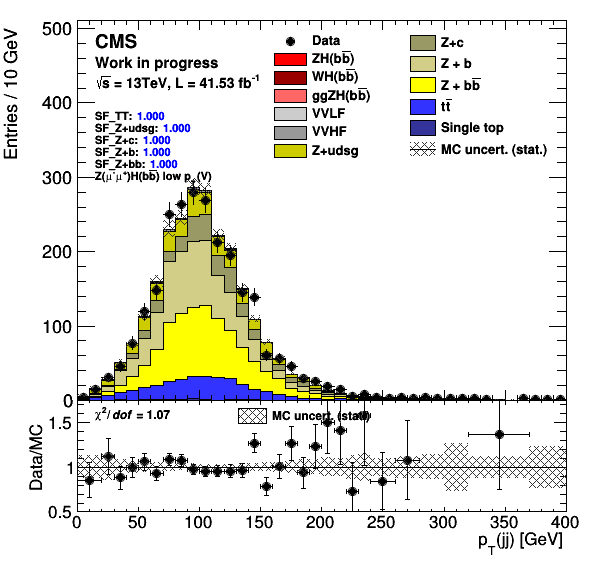 CMS
Work in progress
√s = 13TeV, L = 41.53 fb⁻¹
SF_TT: 1.000
SF_Z+udsg: 1.000
SF_Z+c: 1.000
SF_Z+b: 1.000
SF_Z+bb: 1.000
Z(μ⁻μ⁺)H(bb̅) low p_T(V)
Data
ZH(bb̅)
WH(bb̅)
ggZH(bb̅)
VVLF
VVHF
Z+udsg
Z+c
Z + b
Z + bb̅
tt̅
Single top
MC uncert. (stat.)
Entries / 10 GeV
500
400
300
200
100
0
χ²/dof = 1.07
MC uncert. (stat)
Data/MC
1.5
1
0.5
0 50 100 150 200 250 300 350 400
p_T(jj) [GeV]